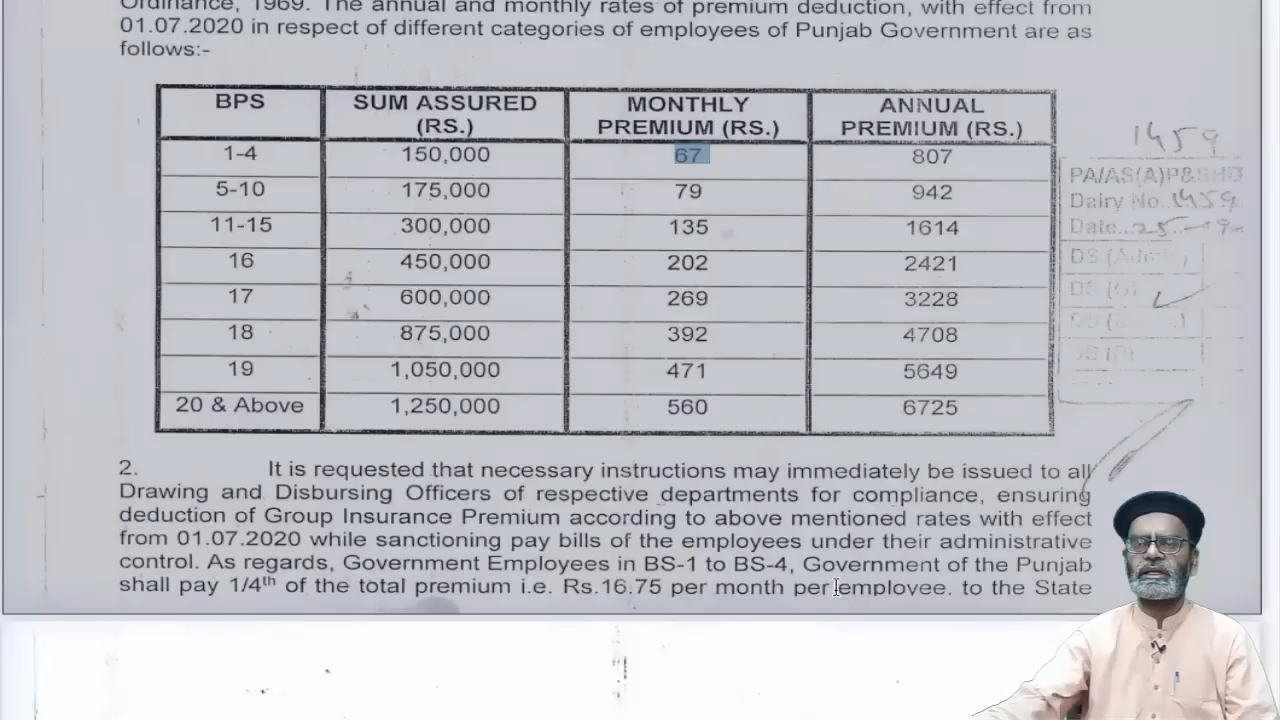 Ordinance, 1969. The annual and monthly rates of premium deduction, with effect from
01.07.2020 in respect of different categories of employees of Punjab Government are as
follows:-
BPS SUM ASSURED (RS.) MONTHLY PREMIUM (RS.) ANNUAL PREMIUM (RS.)
1-4 150,000 67 807
5-10 175,000 79 942
11-15 300,000 135 1614
16 450,000 202 2421
17 600,000 269 3228
18 875,000 392 4708
19 1,050,000 471 5649
20 & Above 1,250,000 560 6725
1459
PA/AS(A)P&SHD
Dairy No. 1459
Date..25
DS (Admn)
DS (G)
2. It is requested that necessary instructions may immediately be issued to all
Drawing and Disbursing Officers of respective departments for compliance, ensuring
deduction of Group Insurance Premium according to above mentioned rates with effect
from 01.07.2020 while sanctioning pay bills of the employees under their administrative
control. As regards, Government Employees in BS-1 to BS-4, Government of the Punjab
shall pay 1/4th of the total premium i.e. Rs.16.75 per month per employee. to the State